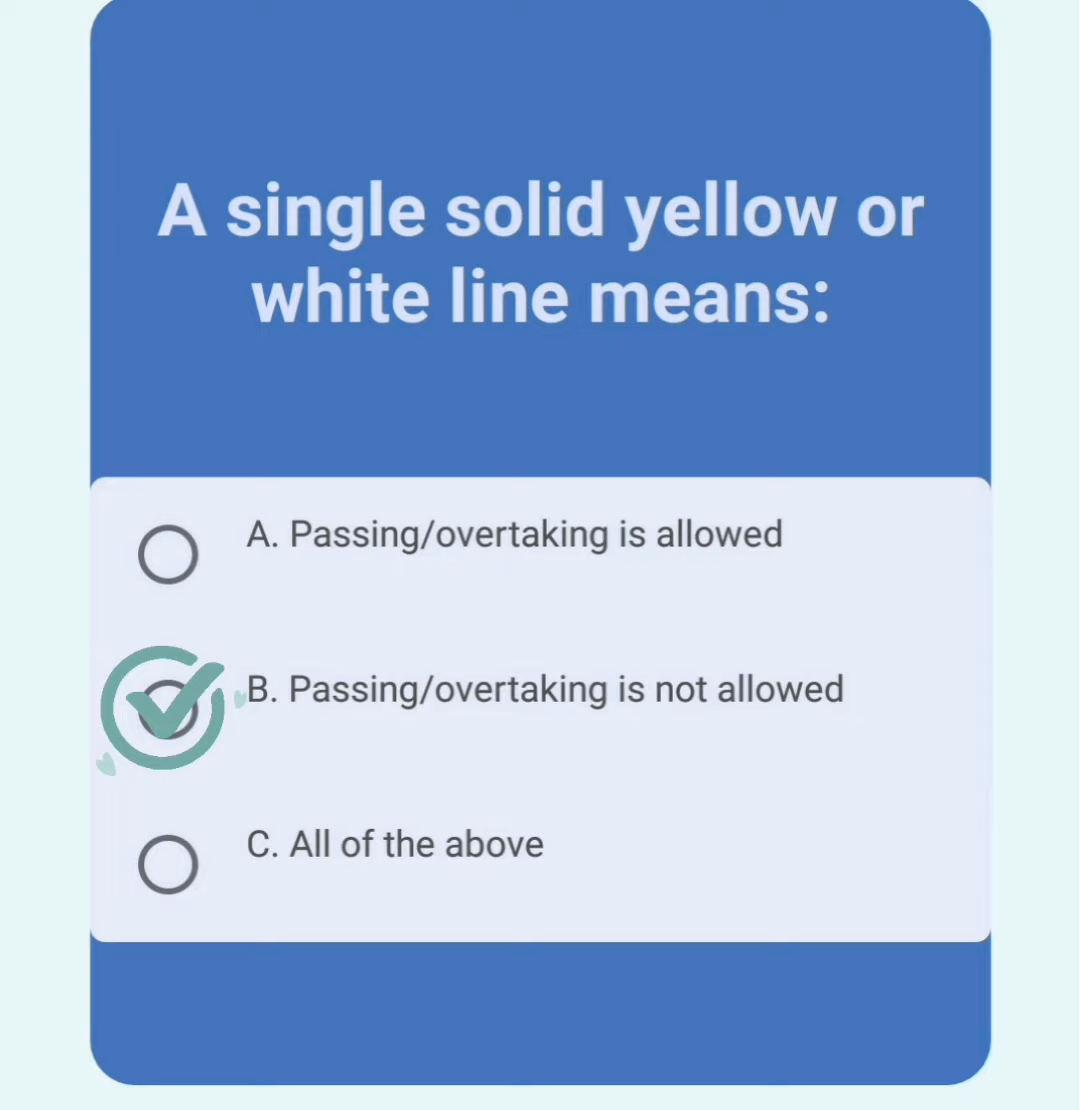 A single solid yellow or
white line means:
A. Passing/overtaking is allowed
B. Passing/overtaking is not allowed
C. All of the above